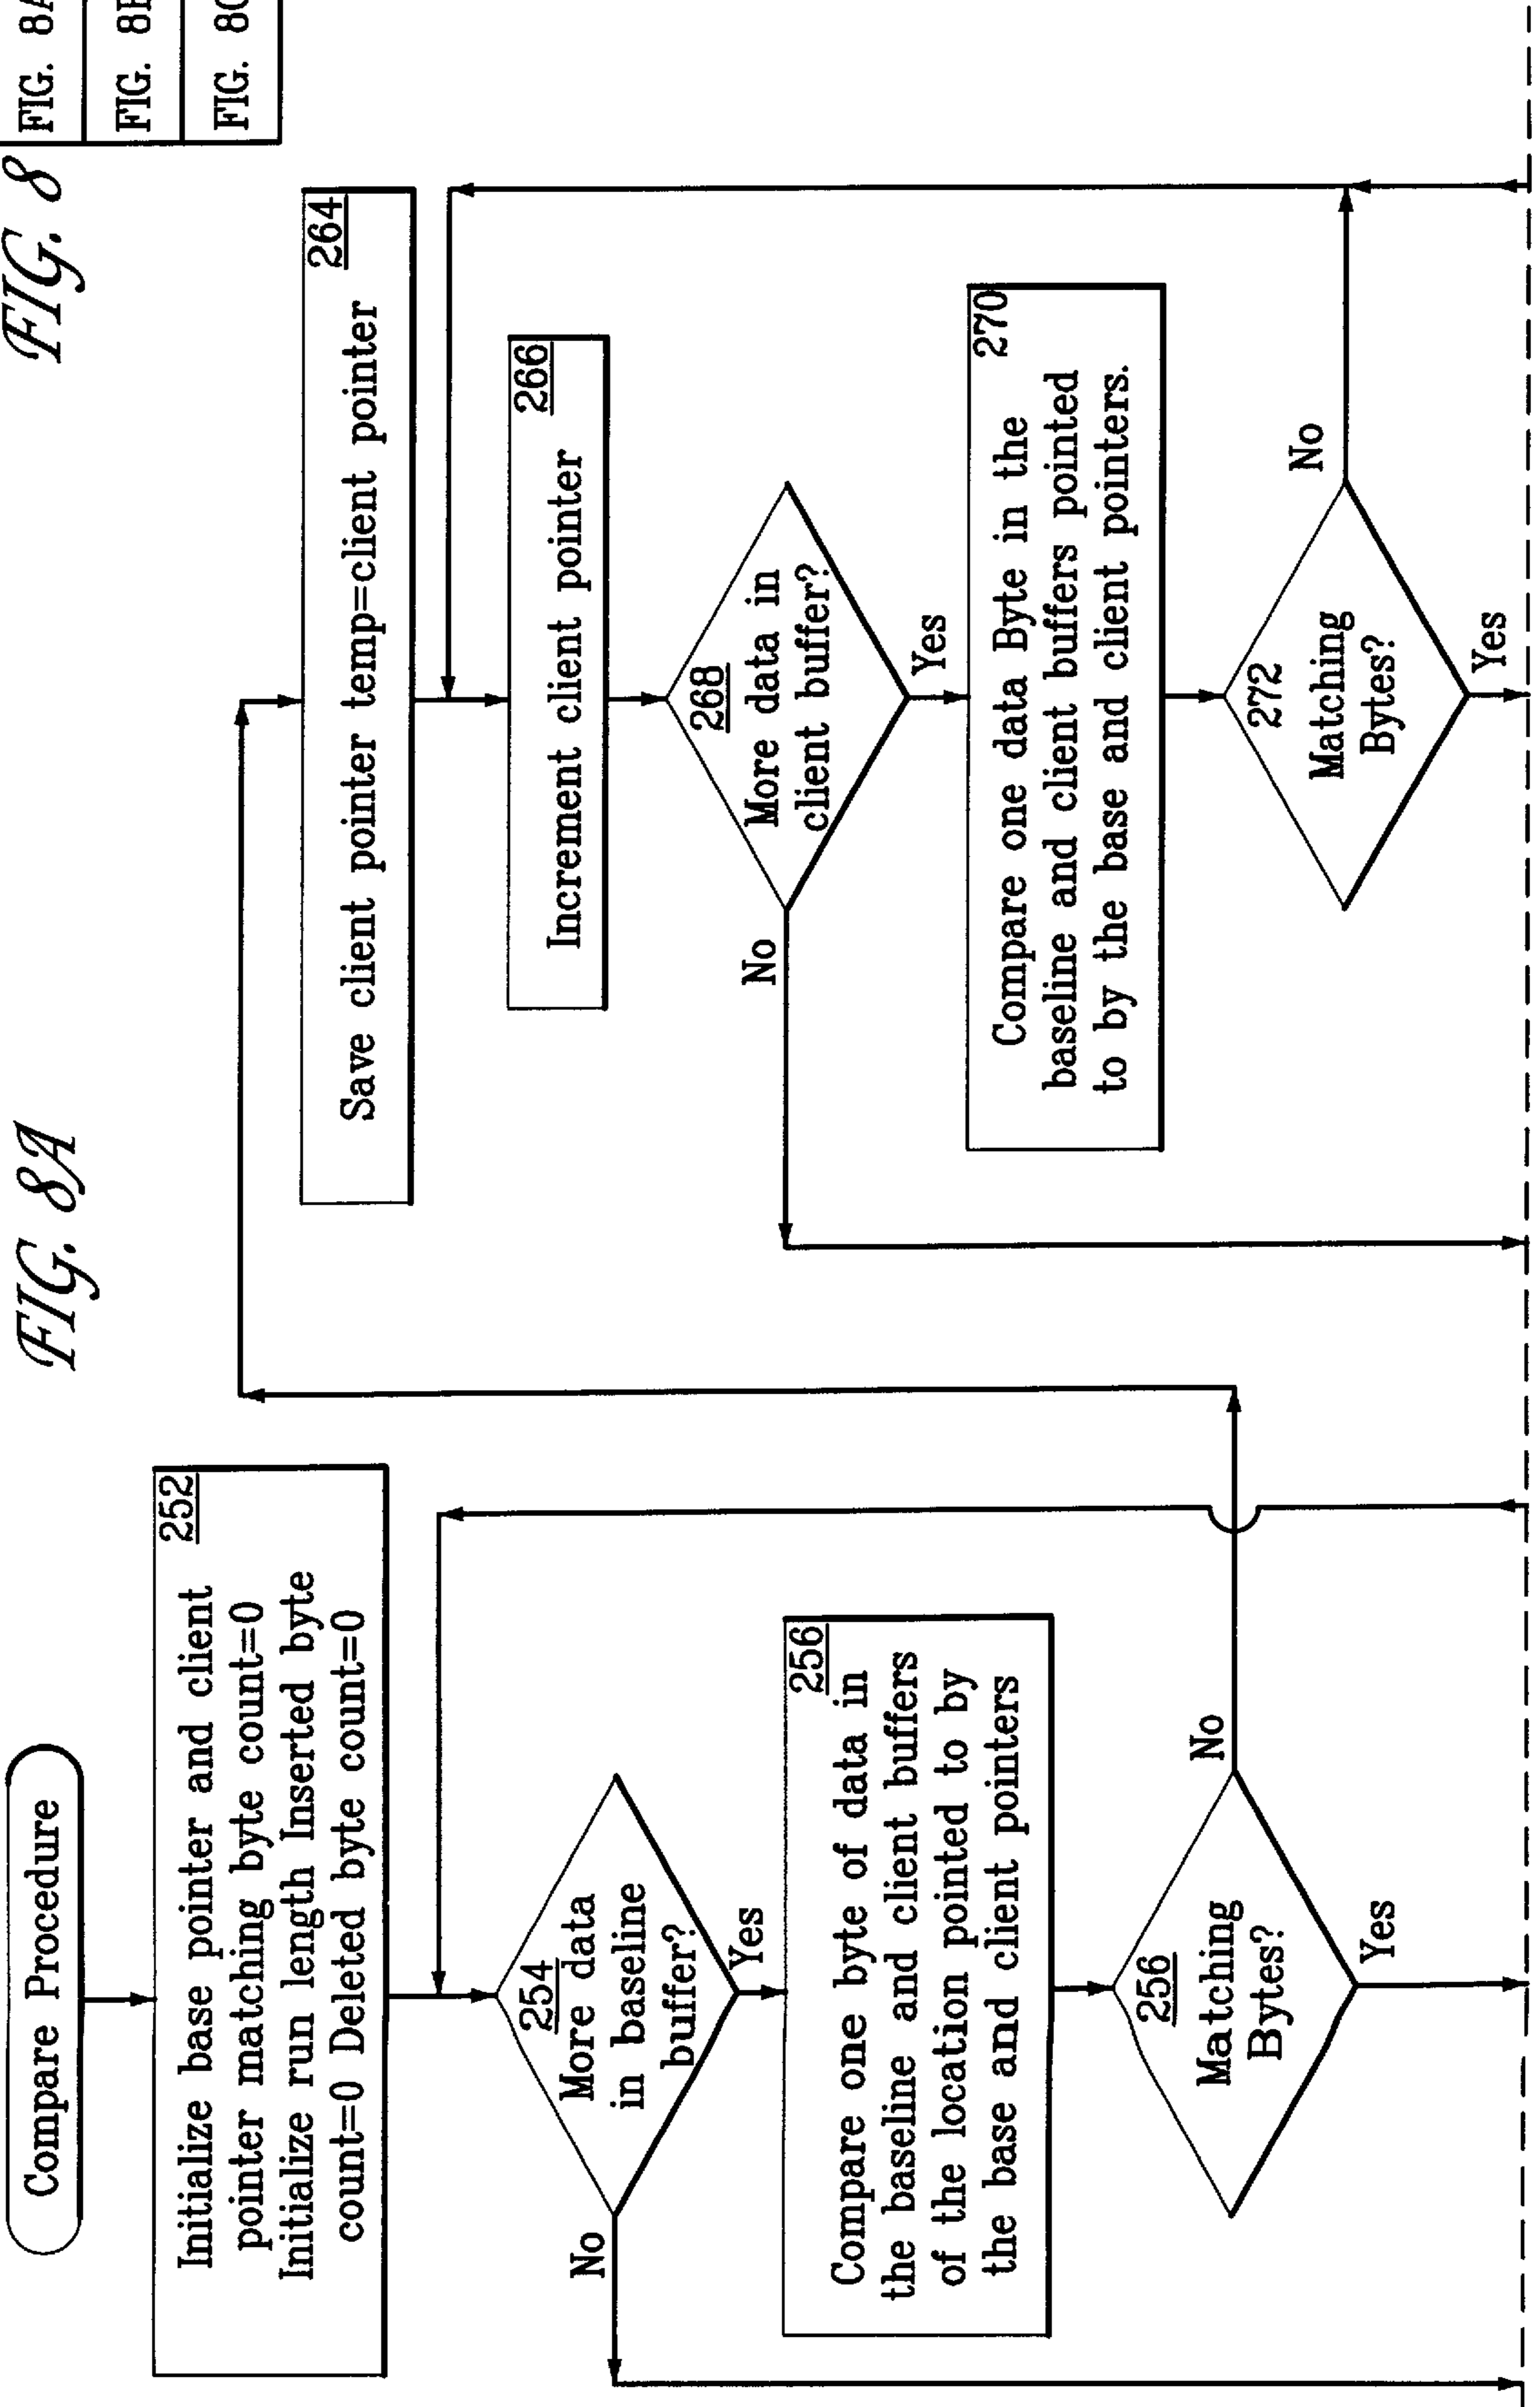 FIG. 8A
FIG. 8
FIG. 8A
FIG. 8B
FIG. 8C
Compare Procedure
252
Initialize base pointer and client
pointer matching byte count=0
Initialize run length Inserted byte
count=0 Deleted byte count=0
254
More data
in baseline
buffer?
No
Yes
256
Compare one byte of data in
the baseline and client buffers
of the location pointed to by
the base and client pointers
256
Matching
Bytes?
No
Yes
264
Save client pointer temp=client pointer
266
Increment client pointer
268
More data in
client buffer?
No
Yes
270
Compare one data Byte in the
baseline and client buffers pointed
to by the base and client pointers.
272
Matching
Bytes?
No
Yes